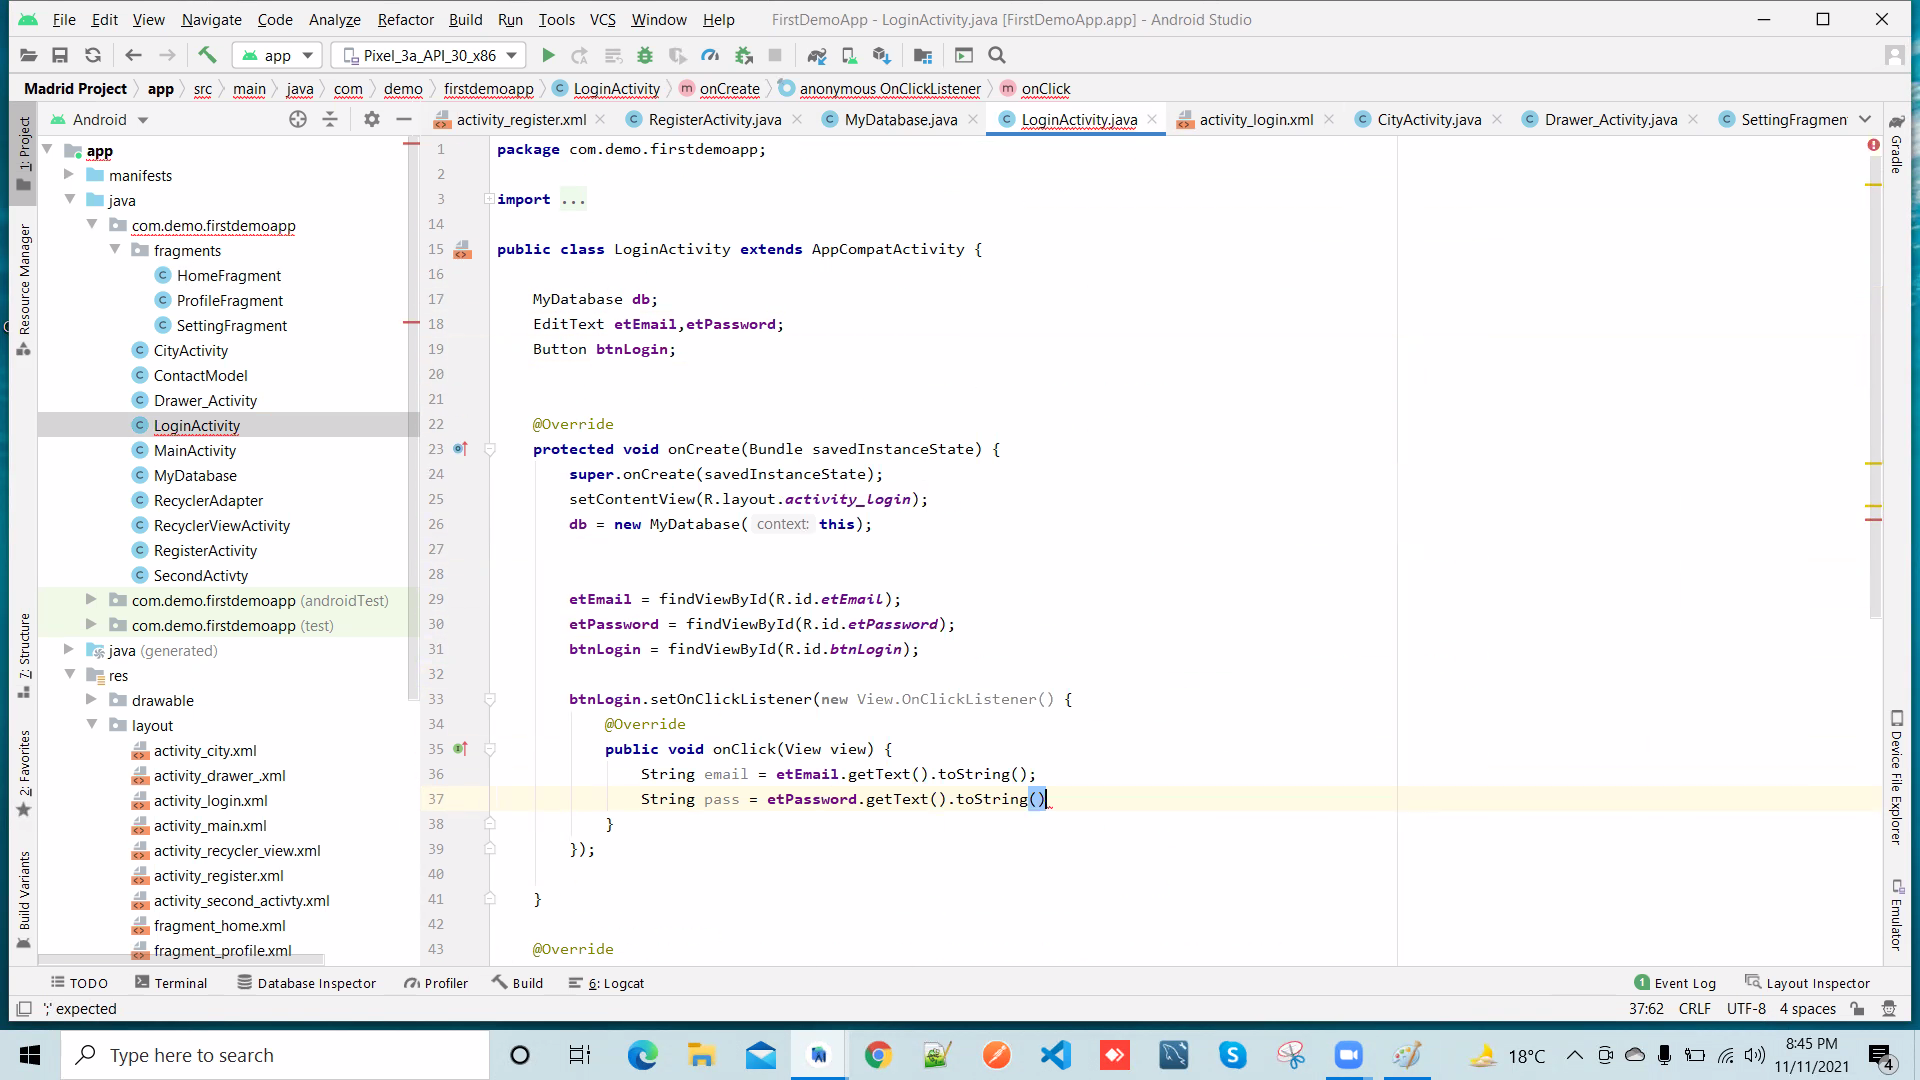 File Edit View Navigate Code Analyze Refactor Build Run Tools VCS Window Help FirstDemoApp - LoginActivity.java [FirstDemoApp.app] - Android Studio
app Pixel_3a_API_30_x86
Madrid Project app src main java com demo firstdemoapp LoginActivity onCreate anonymous OnClickListener onClick
Android activity_register.xml RegisterActivity.java MyDatabase.java LoginActivity.java activity_login.xml CityActivity.java Drawer_Activity.java SettingFragmen
1: Project
Resource Manager
7: Structure
2: Favorites
Build Variants
app
manifests
java
com.demo.firstdemoapp
fragments
HomeFragment
ProfileFragment
SettingFragment
CityActivity
ContactModel
Drawer_Activity
LoginActivity
MainActivity
MyDatabase
RecyclerAdapter
RecyclerViewActivity
RegisterActivity
SecondActivty
com.demo.firstdemoapp (androidTest)
com.demo.firstdemoapp (test)
java (generated)
res
drawable
layout
activity_city.xml
activity_drawer_.xml
activity_login.xml
activity_main.xml
activity_recycler_view.xml
activity_register.xml
activity_second_activty.xml
fragment_home.xml
fragment_profile.xml
1 package com.demo.firstdemoapp;
2
3 import ...
14
15 public class LoginActivity extends AppCompatActivity {
16
17 MyDatabase db;
18 EditText etEmail,etPassword;
19 Button btnLogin;
20
21
22 @Override
23 protected void onCreate(Bundle savedInstanceState) {
24 super.onCreate(savedInstanceState);
25 setContentView(R.layout.activity_login);
26 db = new MyDatabase( context: this);
27
28
29 etEmail = findViewById(R.id.etEmail);
30 etPassword = findViewById(R.id.etPassword);
31 btnLogin = findViewById(R.id.btnLogin);
32
33 btnLogin.setOnClickListener(new View.OnClickListener() {
34 @Override
35 public void onClick(View view) {
36 String email = etEmail.getText().toString();
37 String pass = etPassword.getText().toString()
38 }
39 });
40
41 }
42
43 @Override
Gradle
Device File Explorer
Emulator
TODO Terminal Database Inspector Profiler Build 6: Logcat 1 Event Log Layout Inspector
';' expected 37:62 CRLF UTF-8 4 spaces
Type here to search 18°C 8:45 PM
11/11/2021 4